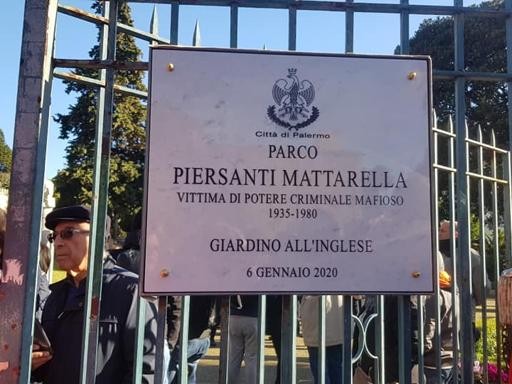 Città di Palermo
PARCO
PIERSANTI MATTARELLA
VITTIMA DI POTERE CRIMINALE MAFIOSO
1935-1980
GIARDINO ALL'INGLESE
6 GENNAIO 2020